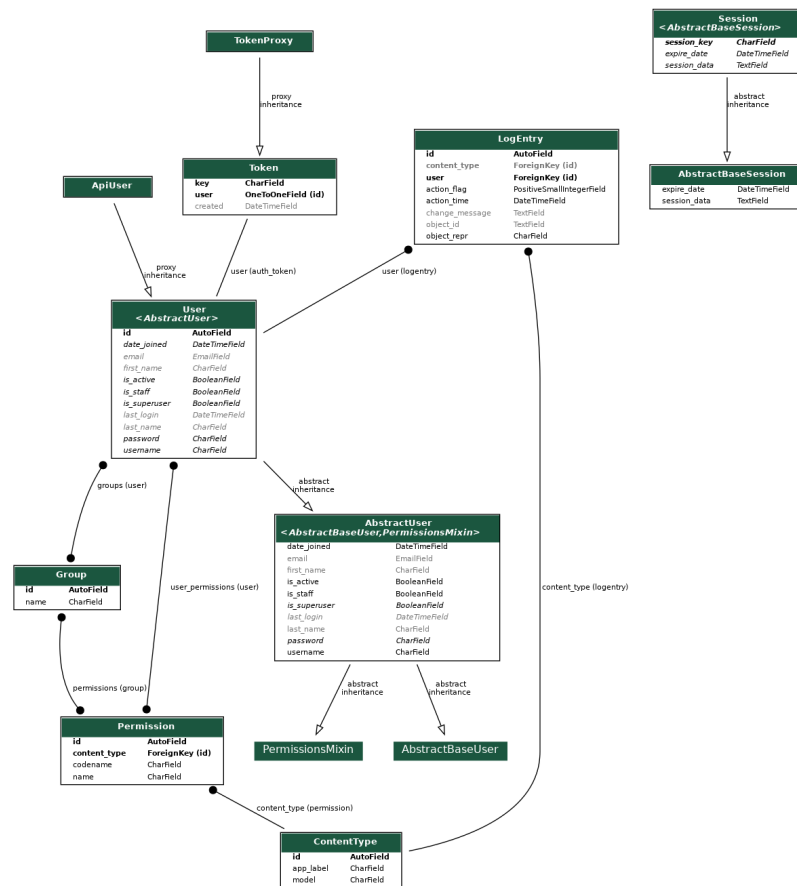 TokenProxy
Session
<AbstractBaseSession>
session_key CharField
expire_date DateTimeField
session_data TextField
proxy
inheritance
abstract
inheritance
LogEntry
id AutoField
content_type ForeignKey (id)
user ForeignKey (id)
action_flag PositiveSmallIntegerField
action_time DateTimeField
change_message TextField
object_id TextField
object_repr CharField
Token
key CharField
user OneToOneField (id)
created DateTimeField
AbstractBaseSession
expire_date DateTimeField
session_data TextField
ApiUser
proxy
inheritance
user (auth_token)
user (logentry)
User
<AbstractUser>
id AutoField
date_joined DateTimeField
email EmailField
first_name CharField
is_active BooleanField
is_staff BooleanField
is_superuser BooleanField
last_login DateTimeField
last_name CharField
password CharField
username CharField
groups (user)
abstract
inheritance
AbstractUser
<AbstractBaseUser,PermissionsMixin>
date_joined DateTimeField
email EmailField
first_name CharField
is_active BooleanField
is_staff BooleanField
is_superuser BooleanField
last_login DateTimeField
last_name CharField
password CharField
username CharField
Group
id AutoField
name CharField
user_permissions (user)
content_type (logentry)
permissions (group)
abstract
inheritance
abstract
inheritance
Permission
id AutoField
content_type ForeignKey (id)
codename CharField
name CharField
PermissionsMixin
AbstractBaseUser
content_type (permission)
ContentType
id AutoField
app_label CharField
model CharField